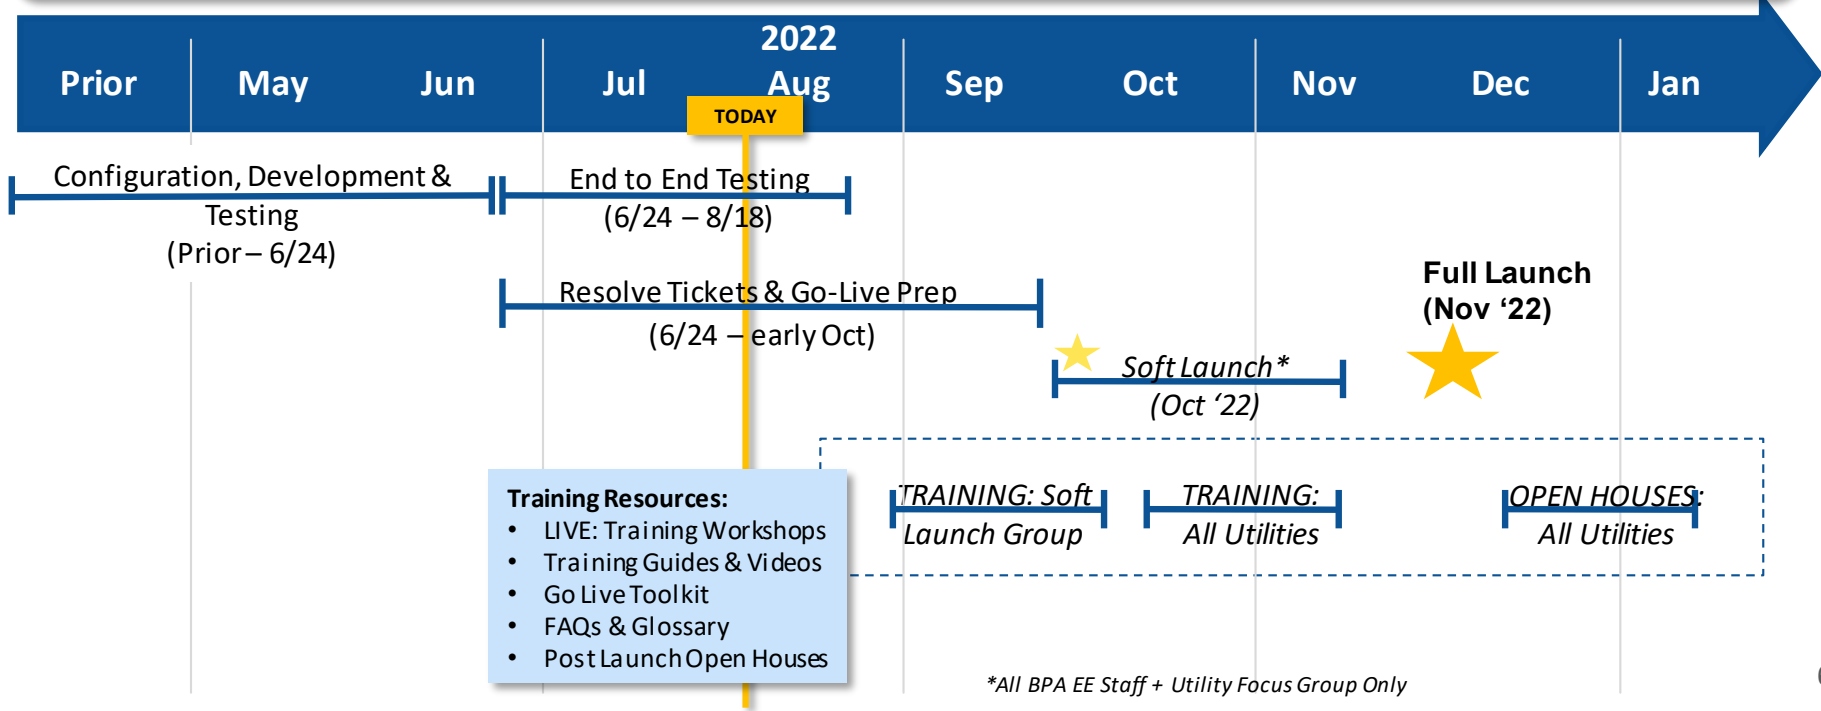 2022
Prior May Jun Jul Aug Sep Oct Nov Dec Jan
TODAY
Configuration, Development &
Testing
(Prior – 6/24)
End to End Testing
(6/24 – 8/18)
Resolve Tickets & Go-Live Prep
(6/24 – early Oct)
Full Launch
(Nov ‘22)
Soft Launch*
(Oct ‘22)
TRAINING: Soft
Launch Group
TRAINING:
All Utilities
OPEN HOUSES:
All Utilities
Training Resources:
• LIVE: Training Workshops
• Training Guides & Videos
• Go Live Toolkit
• FAQs & Glossary
• Post Launch Open Houses
*All BPA EE Staff + Utility Focus Group Only